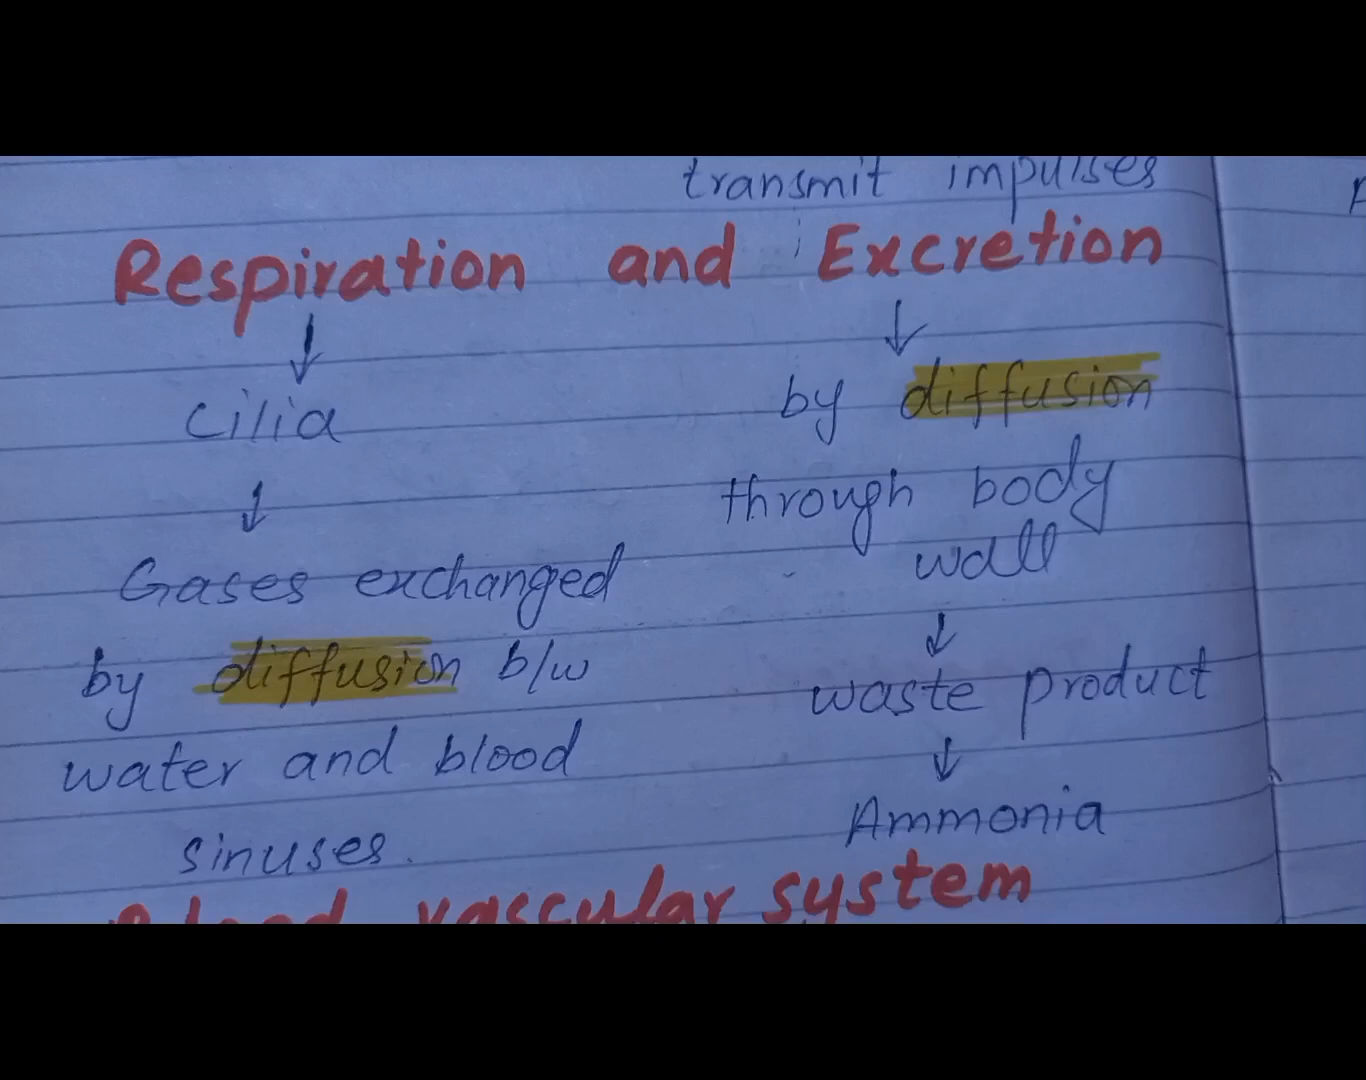 transmit impulses
Respiration and Excretion
↓
cilia
↓
Gases exchanged
by diffusion b/w
water and blood
sinuses.
↓
by diffusion
through body
wall
↓
waste product
↓
Ammonia
Blood vascular system